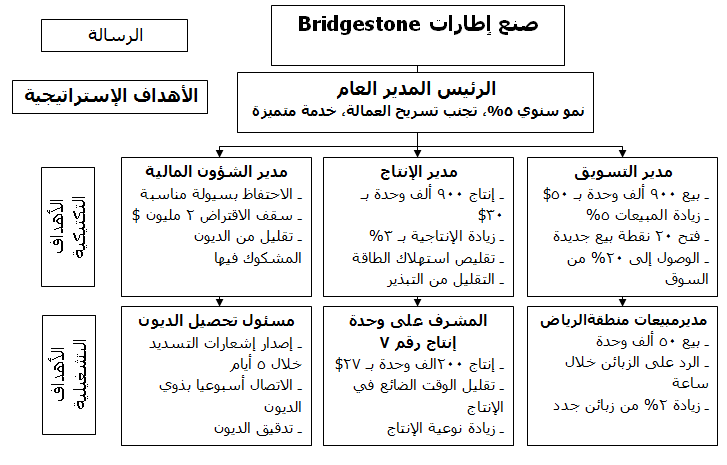 صنع إطارات Bridgestone
الرسالة
الرئيس المدير العام
نمو سنوي ٥%، تجنب تسريح العمالة، خدمة متميزة
الأهداف الإستراتيجية
مدير التسويق
ـ بيع ٩٠٠ ألف وحدة بـ ٥٠$
ـ زيادة المبيعات ٥%
ـ فتح ٢٠ نقطة بيع جديدة
ـ الوصول إلى ٢٠% من
السوق
مدير الإنتاج
ـ إنتاج ٩٠٠ ألف وحدة بـ
٣٠$
ـ زيادة الإنتاجية بـ ٣%
ـ تقليص استهلاك الطاقة
ـ التقليل من التبذير
مدير الشؤون المالية
ـ الاحتفاظ بسيولة مناسبة
ـ سقف الاقتراض ٢ مليون $
ـ تقليل من الديون
المشكوك فيها
الأهداف
التكتيكية
مديرمبيعات منطقةالرياض
ـ بيع ٥٠ ألف وحدة
ـ الرد على الزبائن خلال
ساعة
ـ زيادة ٢% من زبائن جدد
المشرف على وحدة
إنتاج رقم ٧
ـ إنتاج ٢٠٠الف وحدة بـ ٢٧$
ـ تقليل الوقت الضائع في
الإنتاج
ـ زيادة نوعية الإنتاج
مسئول تحصيل الديون
ـ إصدار إشعارات التسديد
خلال ٥ أيام
ـ الاتصال أسبوعيا بذوي
الديون
ـ تدقيق الديون
الأهداف
التشغيلية